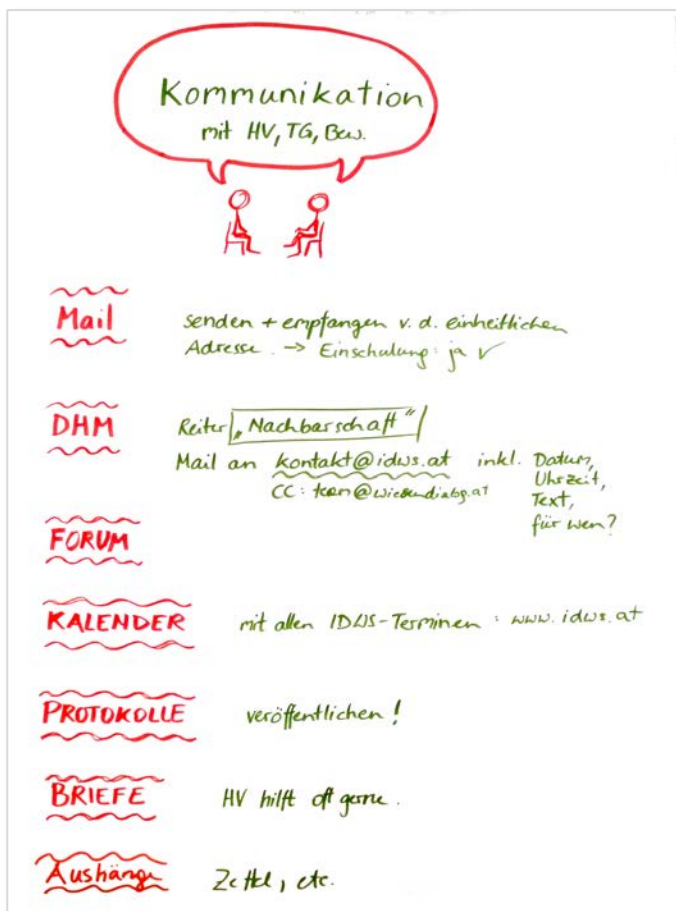 Kommunikation
mit HV, TG, Bew.
Mail senden + empfangen v. d. einheitlichen
Adresse. → Einschulung: ja ✓
DHM Reiter „Nachbarschaft“
Mail an kontakt@idws.at inkl. Datum,
CC: team@wiesendialog.at Uhrzeit,
Text,
für wen?
FORUM
KALENDER mit allen IDWS-Terminen: www.idws.at
PROTOKOLLE veröffentlichen!
BRIEFE HV hilft oft gerne.
Aushänge Zettel, etc.